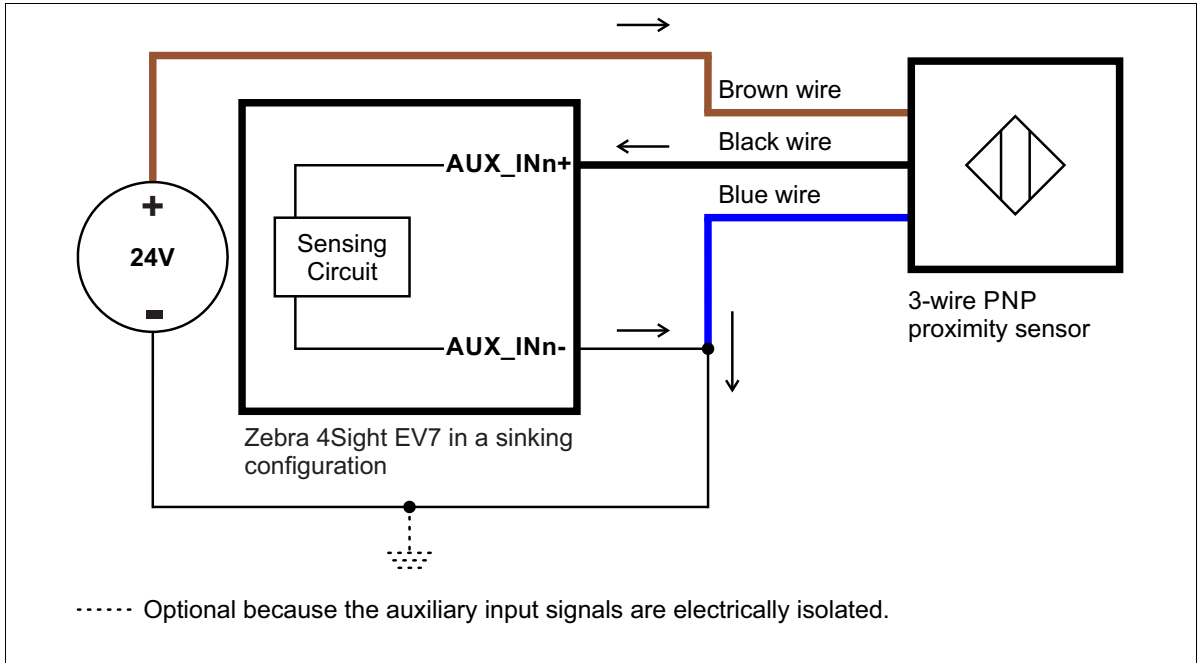 Brown wire
Black wire
Blue wire
AUX_INn+
+
24V
-
Sensing
Circuit
AUX_INn-
3-wire PNP
proximity sensor
Zebra 4Sight EV7 in a sinking
configuration
Optional because the auxiliary input signals are electrically isolated.